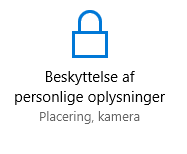 Beskyttelse af
personlige oplysninger
Placering, kamera